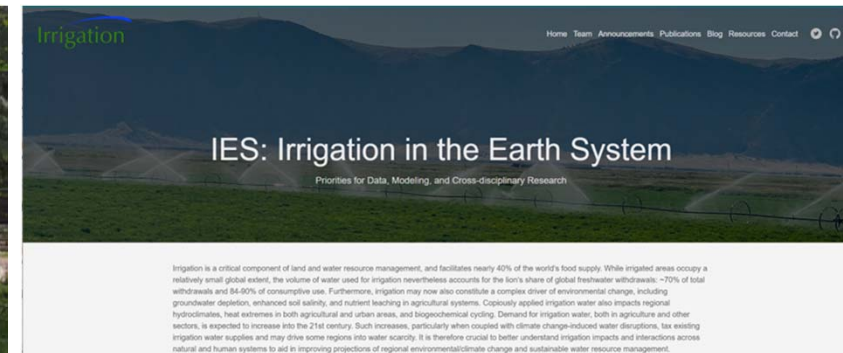 Irrigation
Home Team Announcements Publications Blog Resources Contact
IES: Irrigation in the Earth System
Priorities for Data, Modeling, and Cross-disciplinary Research
Irrigation is a critical component of land and water resource management, and facilitates nearly 40% of the world's food supply. While irrigated areas occupy a
relatively small global extent, the volume of water used for irrigation nevertheless accounts for the lion's share of global freshwater withdrawals: ~70% of total
withdrawals and 84-90% of consumptive use. Furthermore, irrigation may now also constitute a complex driver of environmental change, including
groundwater depletion, enhanced soil salinity, and nutrient leaching in agricultural systems. Copiously applied irrigation water also impacts regional
hydroclimates, heat extremes in both agricultural and urban areas, and biogeochemical cycling. Demand for irrigation water, both in agriculture and other
sectors, is expected to increase into the 21st century. Such increases, particularly when coupled with climate change-induced water disruptions, tax existing
irrigation water supplies and may drive some regions into water scarcity. It is therefore crucial to better understand irrigation impacts and interactions across
natural and human systems to aid in improving projections of regional environmental/climate change and sustainable water resource management.